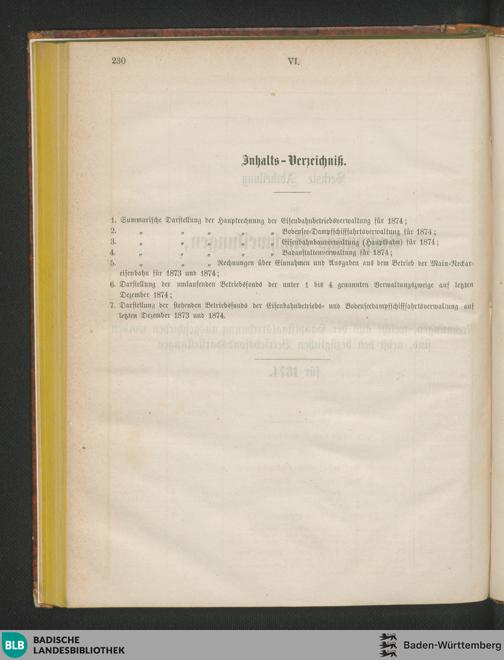 230
VI.
Inhalts-Verzeichniß.
1. Summarische Darstellung der Hauptrechnung der Eisenbahnbetriebsverwaltung für 1874;
2. „ „ „ „ „ Bodensee-Dampfschifffahrtsverwaltung für 1874;
3. „ „ „ „ „ Eisenbahnbauverwaltung (Hauptbahn) für 1874;
4. „ „ „ „ „ Badanstaltenverwaltung für 1874;
5. „ „ „ Rechnungen über Einnahmen und Ausgaben aus dem Betrieb der Main-Neckar-
eisenbahn für 1873 und 1874;
6. Darstellung der umlaufenden Betriebsfonds der unter 1 bis 4 genannten Verwaltungszweige auf letzten
Dezember 1874;
7. Darstellung der stehenden Betriebsfonds der Eisenbahnbetriebs- und Bodenseedampfschifffahrtsverwaltung auf
letzten Dezember 1873 und 1874.
BLB
BADISCHE
LANDESBIBLIOTHEK
Baden-Württemberg